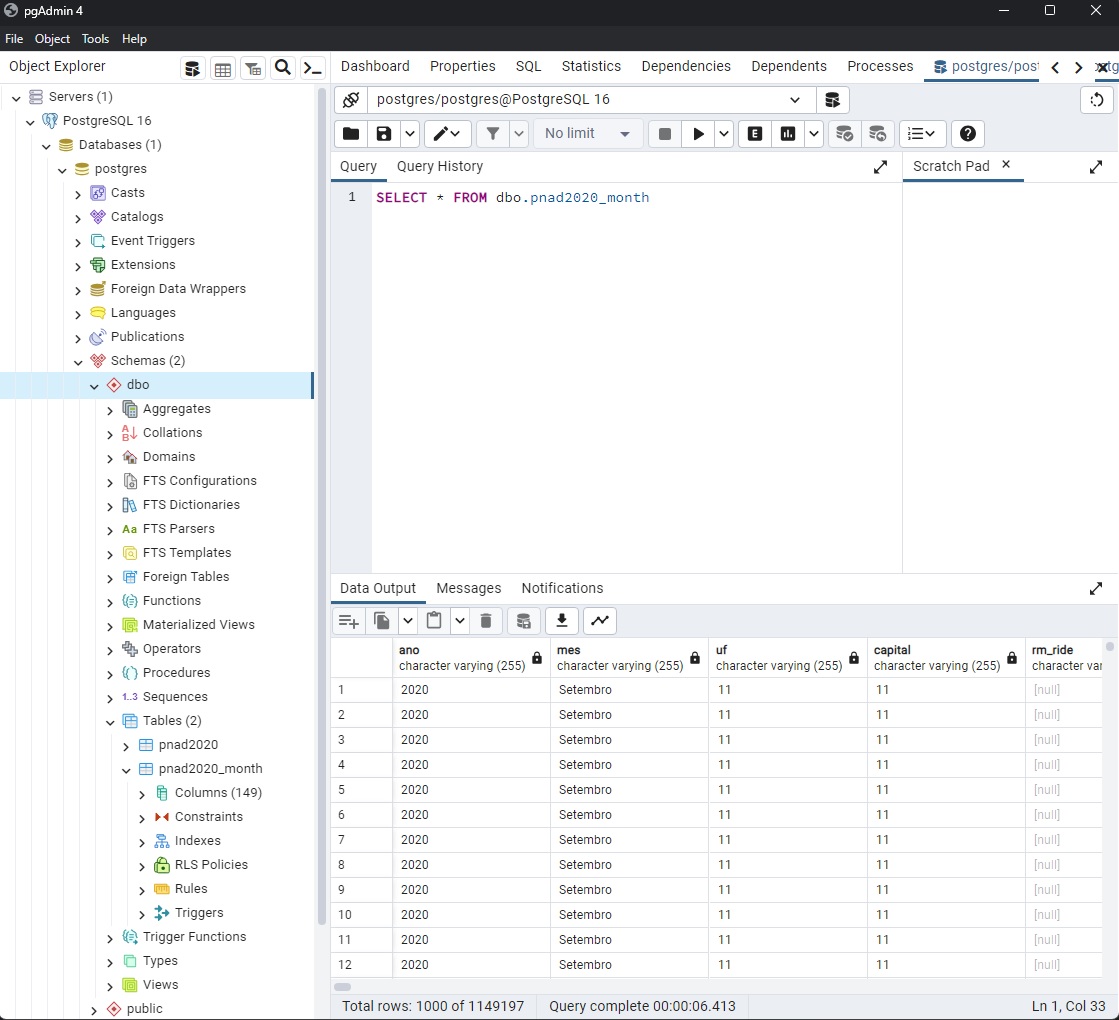 pgAdmin 4
File Object Tools Help
Object Explorer
Servers (1)
PostgreSQL 16
Databases (1)
postgres
Casts
Catalogs
Event Triggers
Extensions
Foreign Data Wrappers
Languages
Publications
Schemas (2)
dbo
Aggregates
Collations
Domains
FTS Configurations
FTS Dictionaries
Aa FTS Parsers
FTS Templates
Foreign Tables
Functions
Materialized Views
Operators
Procedures
1..3 Sequences
Tables (2)
pnad2020
pnad2020_month
Columns (149)
Constraints
Indexes
RLS Policies
Rules
Triggers
Trigger Functions
Types
Views
public
Dashboard Properties SQL Statistics Dependencies Dependents Processes postgres/post
postgres/postgres@PostgreSQL 16
No limit E
Query Query History Scratch Pad
1 SELECT * FROM dbo.pnad2020_month
Data Output Messages Notifications
ano mes uf capital rm_ride
character varying (255) character varying (255) character varying (255) character varying (255) character var
1 2020 Setembro 11 11 [null]
2 2020 Setembro 11 11 [null]
3 2020 Setembro 11 11 [null]
4 2020 Setembro 11 11 [null]
5 2020 Setembro 11 11 [null]
6 2020 Setembro 11 11 [null]
7 2020 Setembro 11 11 [null]
8 2020 Setembro 11 11 [null]
9 2020 Setembro 11 11 [null]
10 2020 Setembro 11 11 [null]
11 2020 Setembro 11 11 [null]
12 2020 Setembro 11 11 [null]
Total rows: 1000 of 1149197 Query complete 00:00:06.413 Ln 1, Col 33